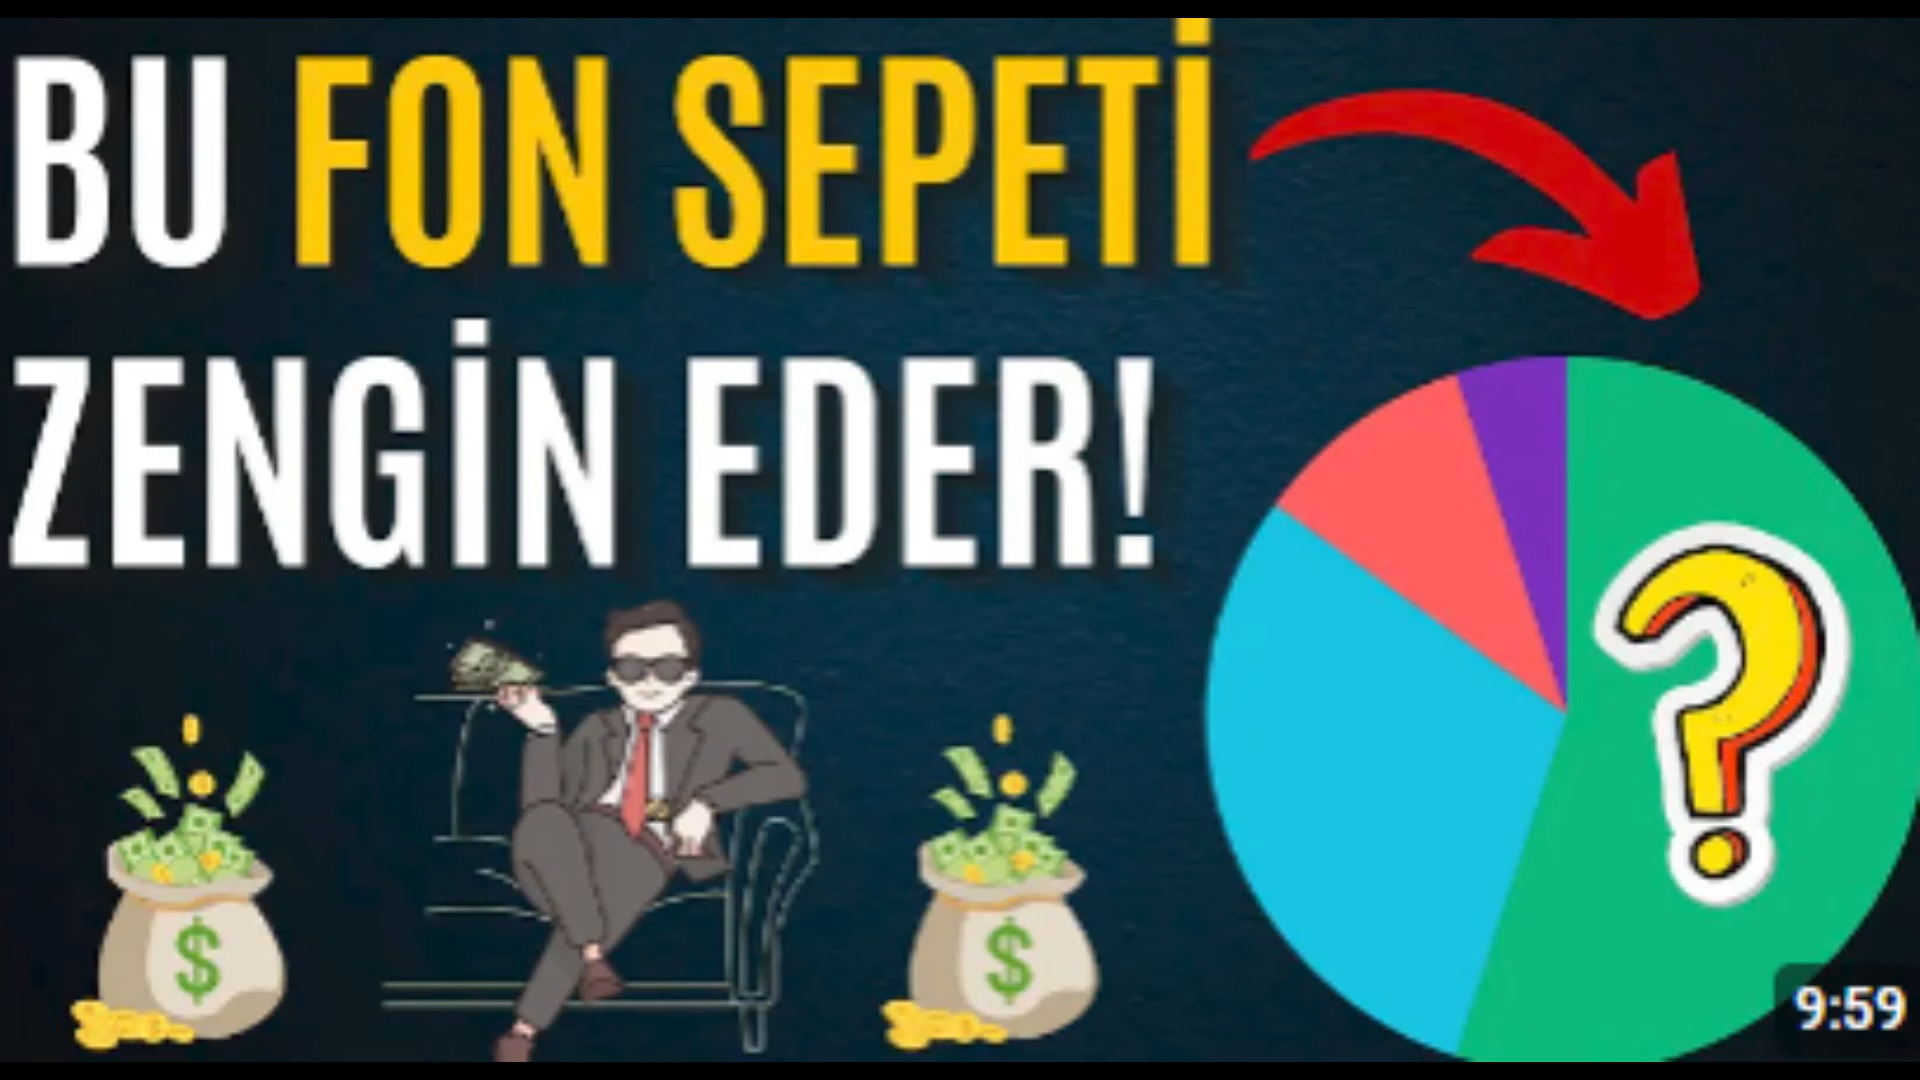 BU FON SEPETİ
ZENGİN EDER!
?
$
$
9:59